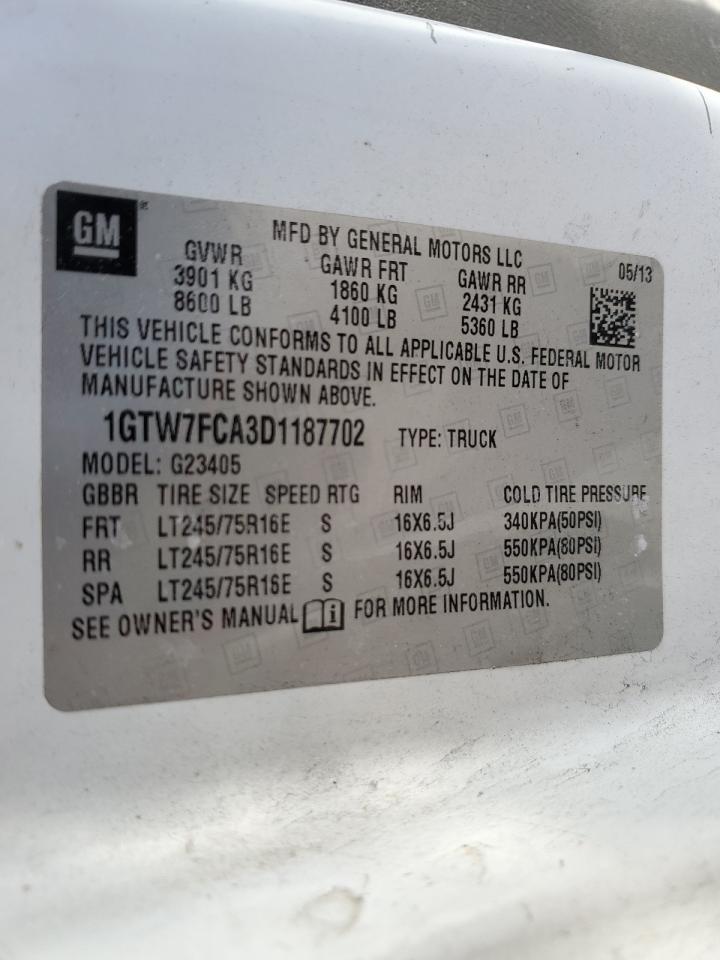 GM
MFD BY GENERAL MOTORS LLC
05/13
GVWR GAWR FRT GAWR RR
3901 KG 1860 KG 2431 KG
8600 LB 4100 LB 5360 LB
THIS VEHICLE CONFORMS TO ALL APPLICABLE U.S. FEDERAL MOTOR
VEHICLE SAFETY STANDARDS IN EFFECT ON THE DATE OF
MANUFACTURE SHOWN ABOVE.
1GTW7FCA3D1187702 TYPE: TRUCK
MODEL: G23405
GBBR TIRE SIZE SPEED RTG RIM COLD TIRE PRESSURE
FRT LT245/75R16E S 16X6.5J 340KPA(50PSI)
RR LT245/75R16E S 16X6.5J 550KPA(80PSI)
SPA LT245/75R16E S 16X6.5J 550KPA(80PSI)
SEE OWNER'S MANUAL i FOR MORE INFORMATION.